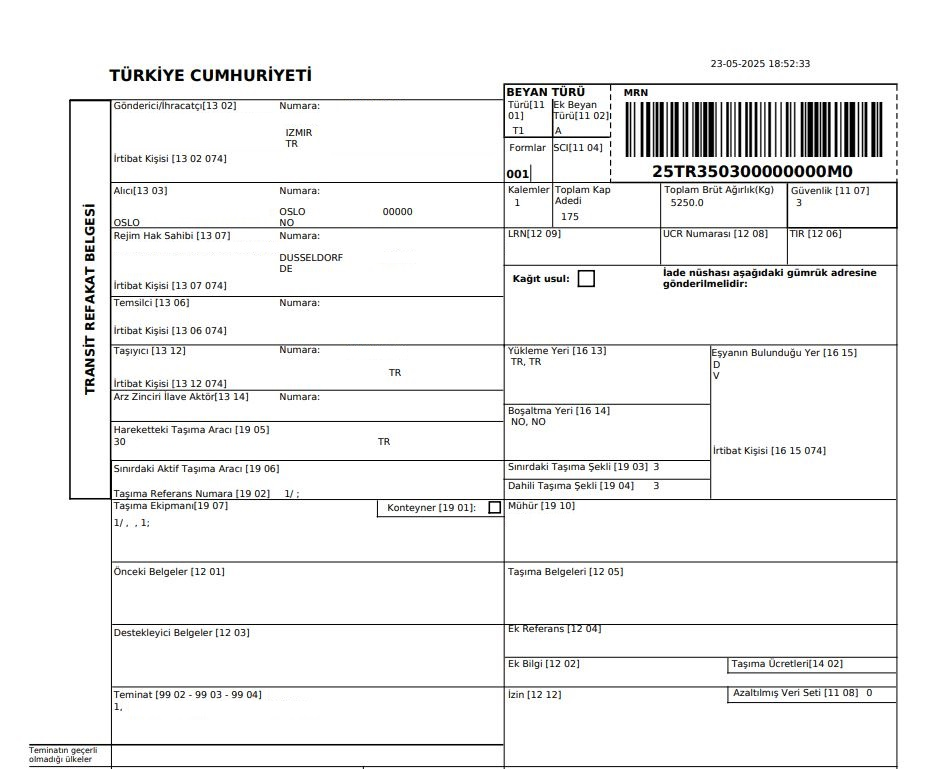 23-05-2025 18:52:33
TÜRKİYE CUMHURİYETİ
TRANSİT REFAKAT BELGESİ
Gönderici/İhracatçı[13 02] Numara:
IZMIR
TR
İrtibat Kişisi [13 02 074]
BEYAN TÜRÜ
Türü[11 01] Ek Beyan Türü[11 02]
T1 A
Formlar SCI[11 04]
001
MRN
25TR350300000000M0
Alıcı[13 03] Numara:
OSLO 00000
OSLO NO
Kalemler Toplam Kap Adedi Toplam Brüt Ağırlık(Kg) Güvenlik [11 07]
1 175 5250.0 3
Rejim Hak Sahibi [13 07] Numara:
DUSSELDORF
DE
İrtibat Kişisi [13 07 074]
LRN[12 09] UCR Numarası [12 08] TIR [12 06]
Kağıt usul: İade nüshası aşağıdaki gümrük adresine
gönderilmelidir:
Temsilci [13 06] Numara:
İrtibat Kişisi [13 06 074]
Taşıyıcı [13 12] Numara:
TR
İrtibat Kişisi [13 12 074]
Yükleme Yeri [16 13]
TR, TR
Eşyanın Bulunduğu Yer [16 15]
D
V
İrtibat Kişisi [16 15 074]
Arz Zinciri İlave Aktör[13 14] Numara:
Boşaltma Yeri [16 14]
NO, NO
Hareketteki Taşıma Aracı [19 05]
30 TR
Sınırdaki Aktif Taşıma Aracı [19 06]
Sınırdaki Taşıma Şekli [19 03] 3
Dahili Taşıma Şekli [19 04] 3
Taşıma Referans Numara [19 02] 1/ ;
Taşıma Ekipmanı[19 07] Konteyner [19 01]:
1/ , , 1;
Mühür [19 10]
Önceki Belgeler [12 01] Taşıma Belgeleri [12 05]
Destekleyici Belgeler [12 03] Ek Referans [12 04]
Ek Bilgi [12 02] Taşıma Ücretleri[14 02]
Teminat [99 02 - 99 03 - 99 04]
1,
İzin [12 12] Azaltılmış Veri Seti [11 08] 0
Teminatın geçerli
olmadığı ülkeler